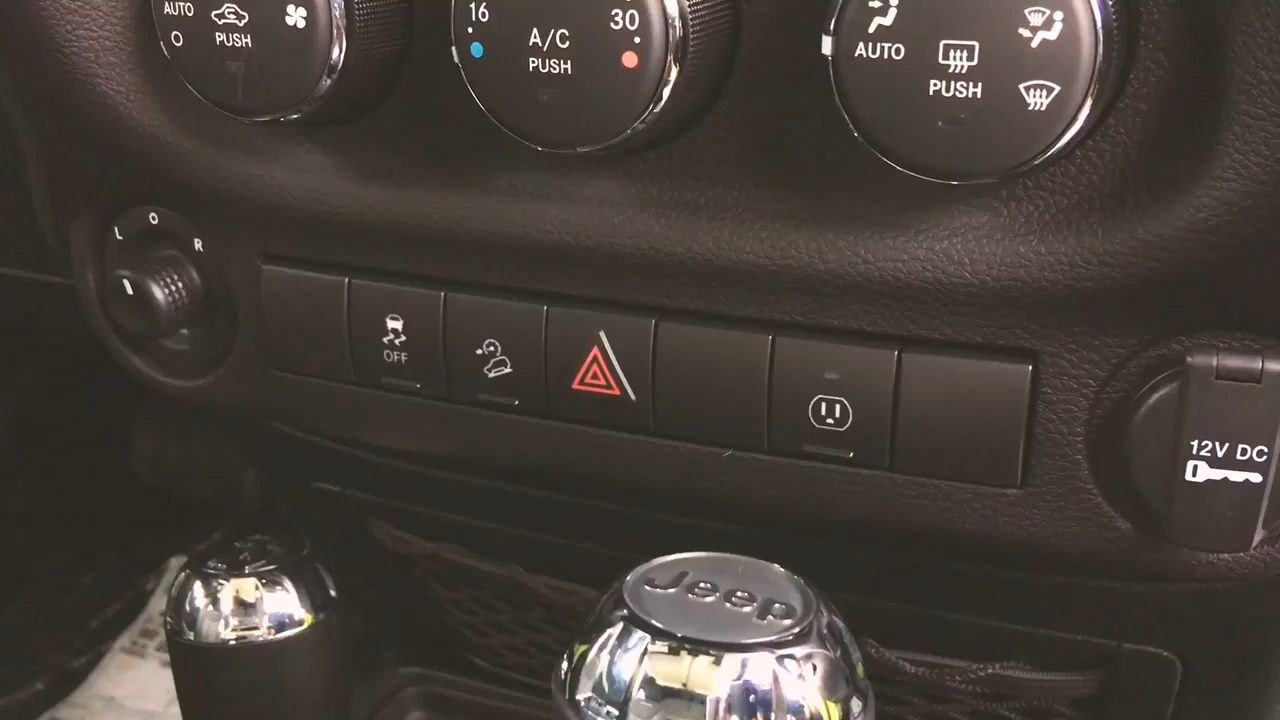 AUTO
O
PUSH
16
30
A/C
PUSH
AUTO
PUSH
L O R
OFF
12V DC
Jeep